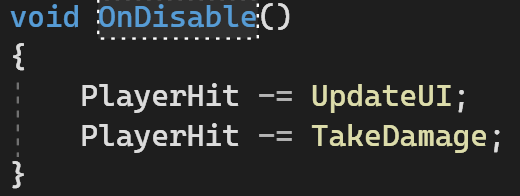 void OnDisable()
{
    PlayerHit -= UpdateUI;
    PlayerHit -= TakeDamage;
}